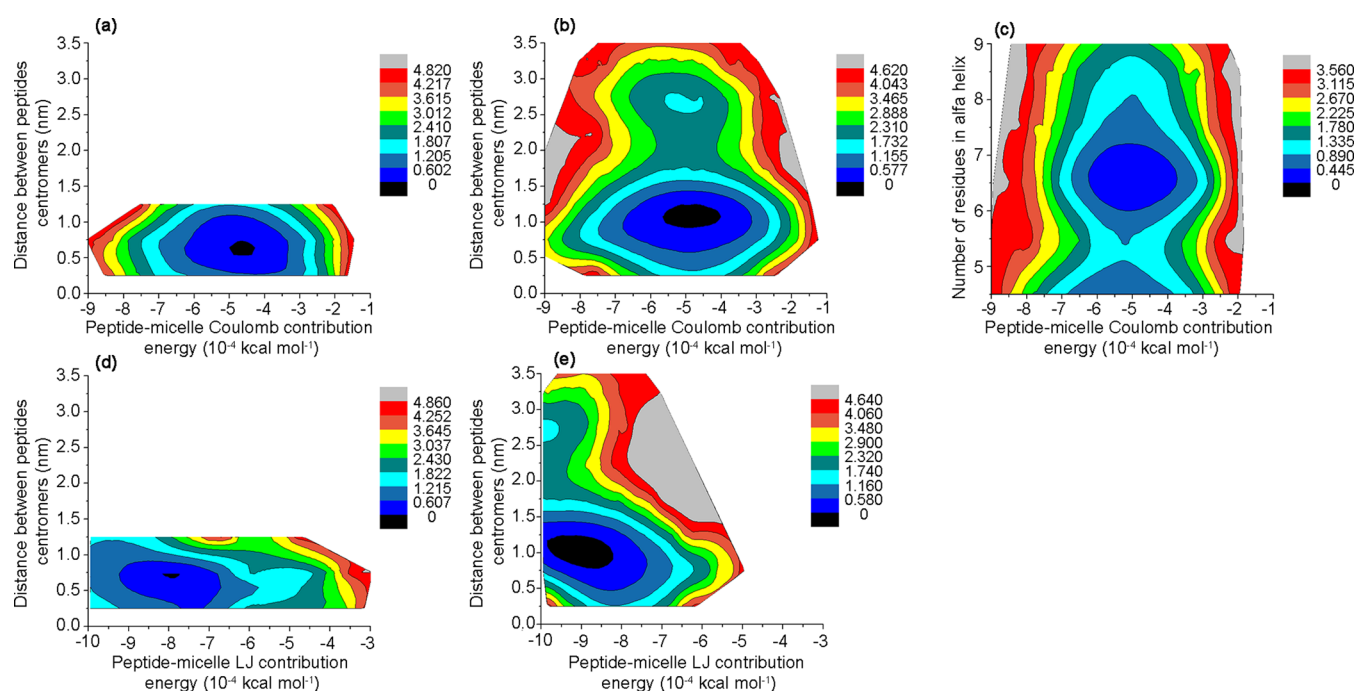 (a)
Distance between peptides
centromers (nm)
3.5
3.0
2.5
2.0
1.5
1.0
0.5
0.0
-9 -8 -7 -6 -5 -4 -3 -2 -1
Peptide-micelle Coulomb contribution
energy (10⁻⁴ kcal mol⁻¹)
4.820
4.217
3.615
3.012
2.410
1.807
1.205
0.602
0
(b)
Distance between peptides
centromers (nm)
3.5
3.0
2.5
2.0
1.5
1.0
0.5
0.0
-9 -8 -7 -6 -5 -4 -3 -2 -1
Peptide-micelle Coulomb contribution
energy (10⁻⁴ kcal mol⁻¹)
4.620
4.043
3.465
2.888
2.310
1.732
1.155
0.577
0
(c)
Number of residues in alfa helix
9
8
7
6
5
-9 -8 -7 -6 -5 -4 -3 -2 -1
Peptide-micelle Coulomb contribution
energy (10⁻⁴ kcal mol⁻¹)
3.560
3.115
2.670
2.225
1.780
1.335
0.890
0.445
0
(d)
Distance between peptides
centromers (nm)
3.5
3.0
2.5
2.0
1.5
1.0
0.5
0.0
-10 -9 -8 -7 -6 -5 -4 -3
Peptide-micelle LJ contribution
energy (10⁻⁴ kcal mol⁻¹)
4.860
4.252
3.645
3.037
2.430
1.822
1.215
0.607
0
(e)
Distance between peptides
centromers (nm)
3.5
3.0
2.5
2.0
1.5
1.0
0.5
0.0
-10 -9 -8 -7 -6 -5 -4 -3
Peptide-micelle LJ contribution
energy (10⁻⁴ kcal mol⁻¹)
4.640
4.060
3.480
2.900
2.320
1.740
1.160
0.580
0